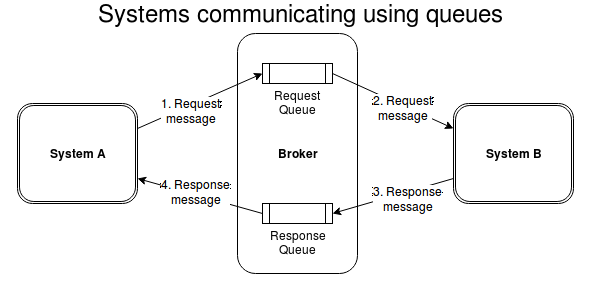 Systems communicating using queues
1. Request
message
Request
Queue
2. Request
message
System A
Broker
System B
4. Response
message
Response
Queue
3. Response
message